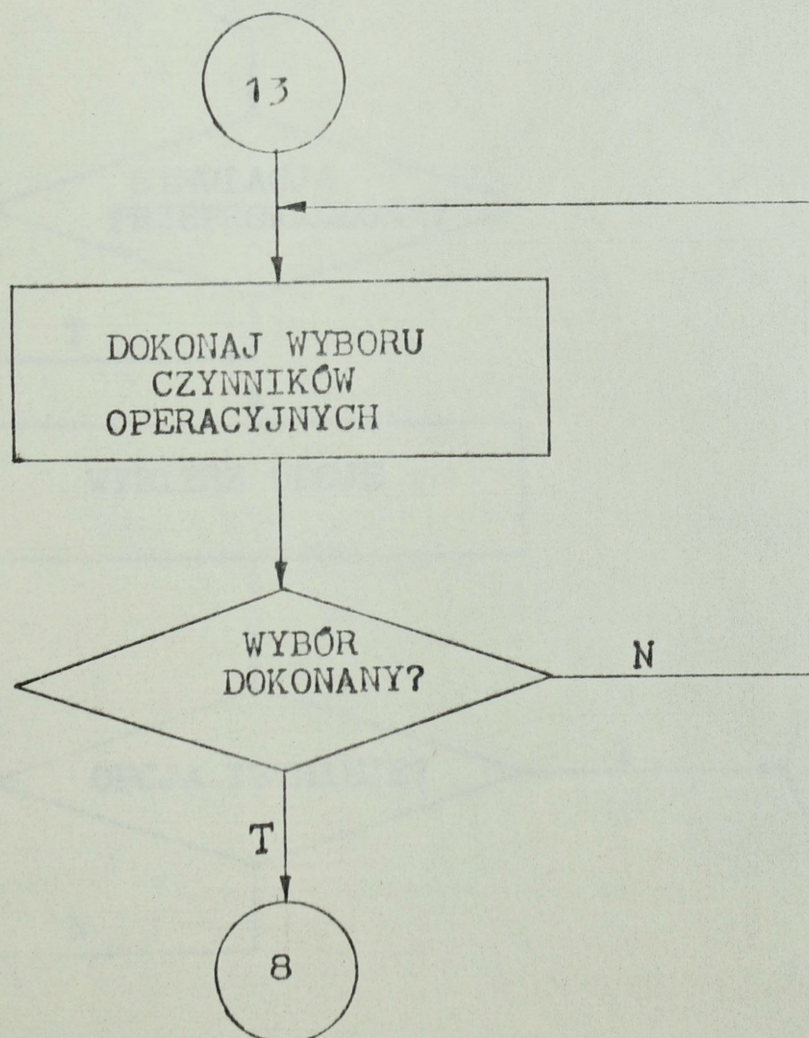 13
DOKONAJ WYBORU
CZYNNIKÓW
OPERACYJNYCH
WYBÓR
DOKONANY?
N
T
8